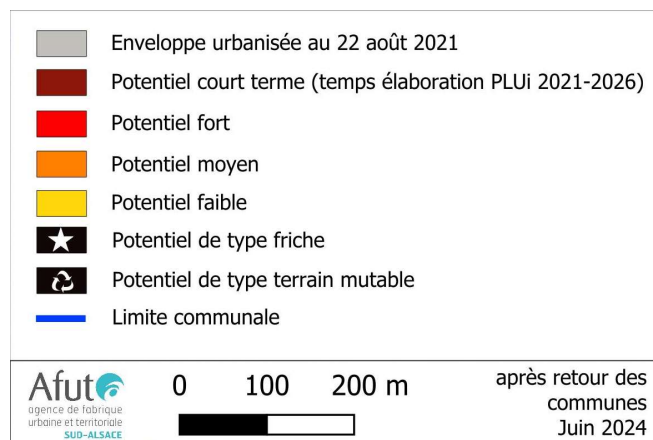 Enveloppe urbanisée au 22 août 2021
Potentiel court terme (temps élaboration PLUi 2021-2026)
Potentiel fort
Potentiel moyen
Potentiel faible
Potentiel de type friche
Potentiel de type terrain mutable
Limite communale
Afut
agence de fabrique
urbaine et territoriale
SUD-ALSACE
0 100 200 m
après retour des
communes
Juin 2024